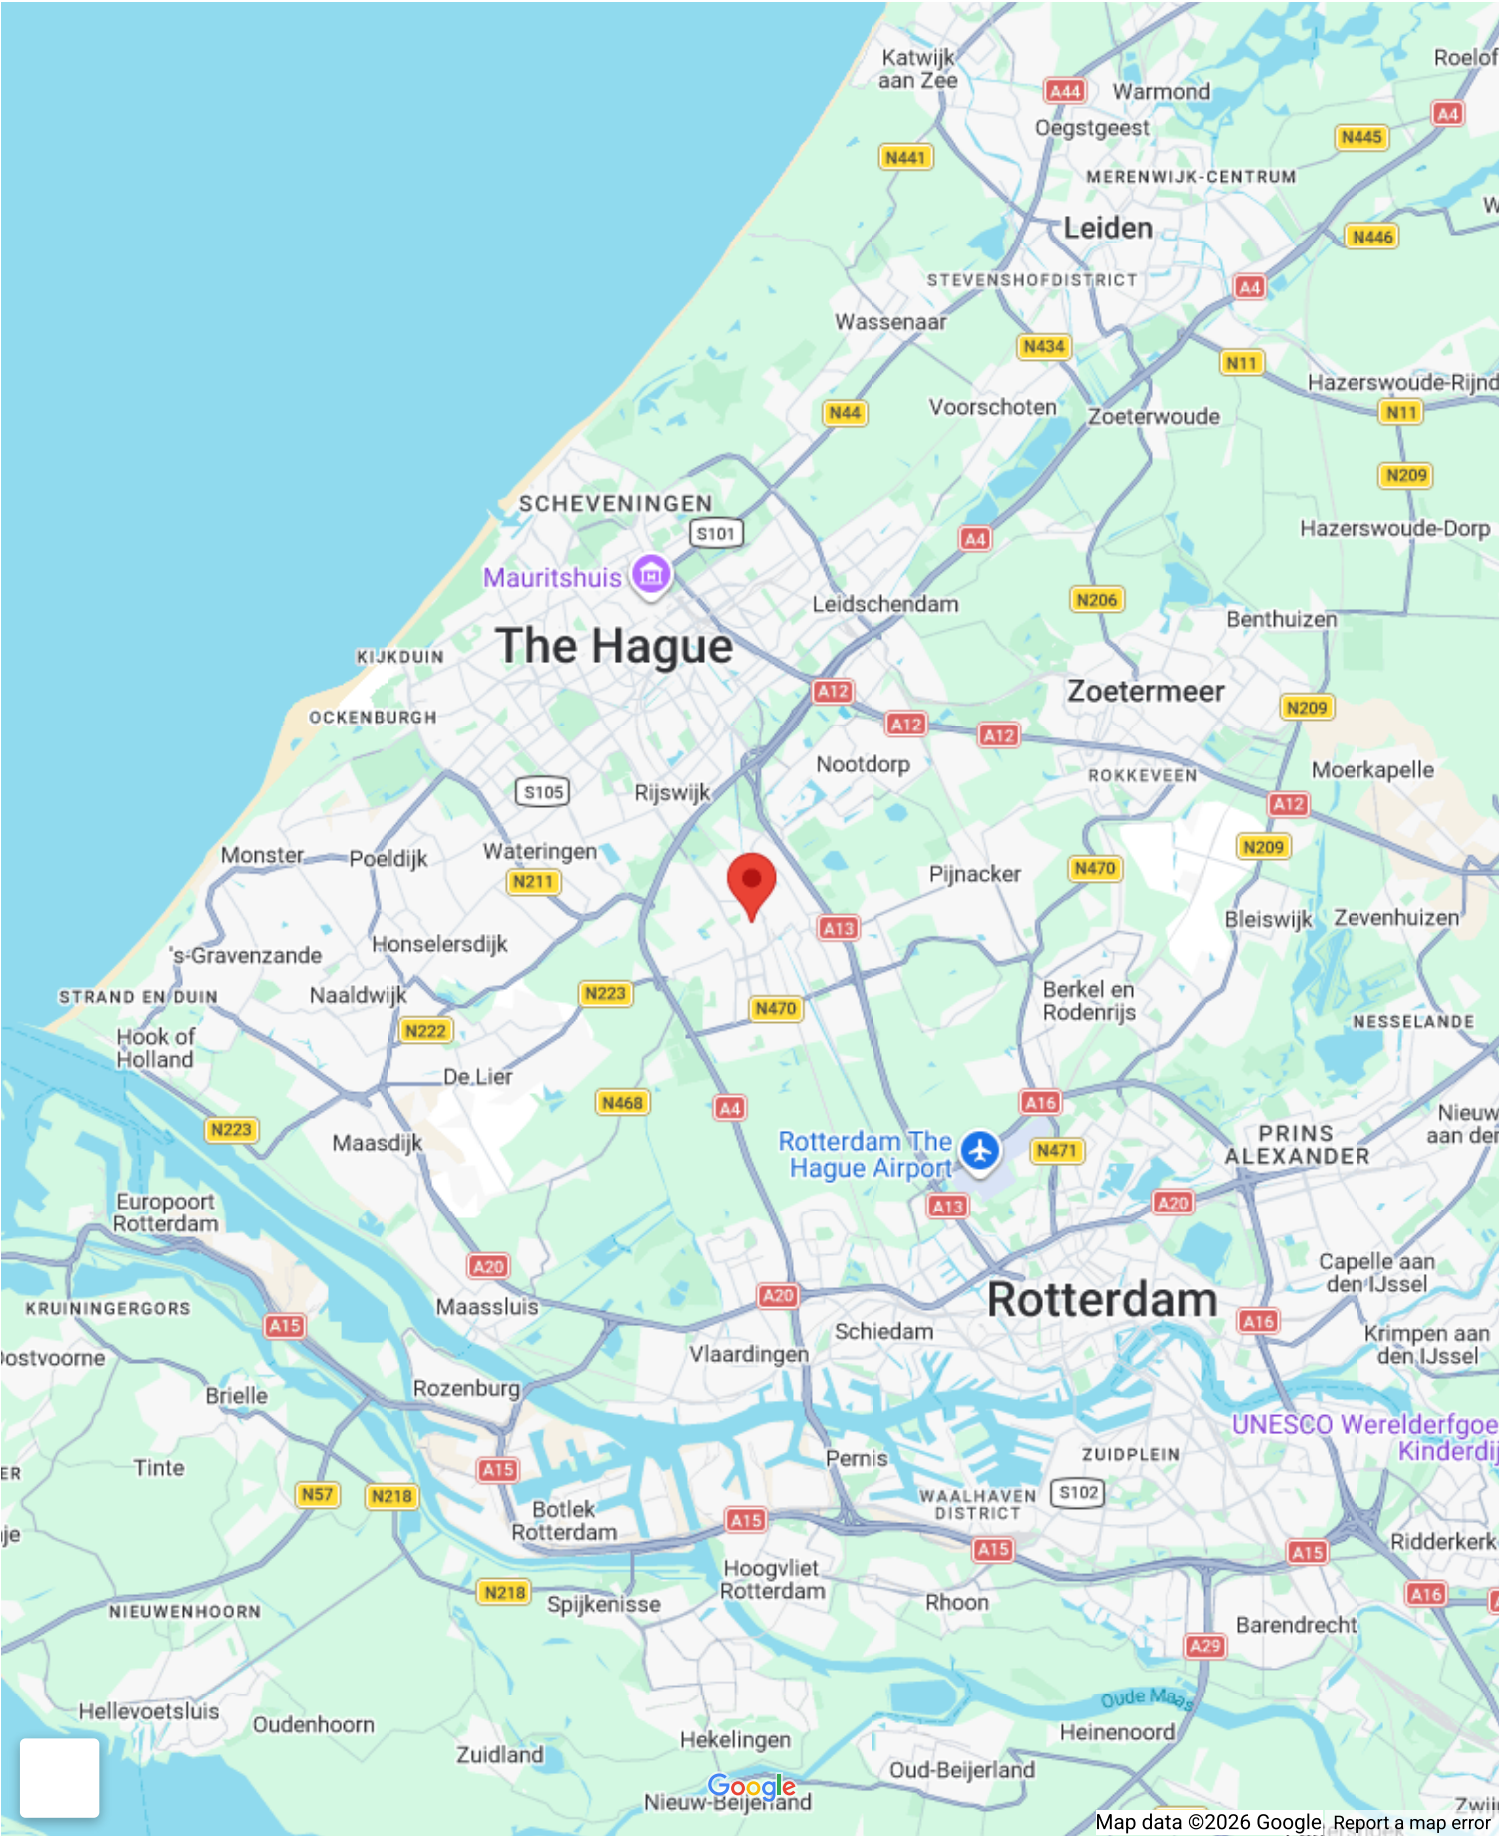 Katwijk
aan Zee
A44
Warmond
Roelof
A4
Oegstgeest
N445
N441
MERENWIJK-CENTRUM
Leiden
N446
STEVENSHOFDISTRICT
A4
Wassenaar
N434
N11
Hazerswoude-Rijnd
N44
Voorschoten
Zoeterwoude
N11
N209
SCHEVENINGEN
S101
A4
Hazerswoude-Dorp
Mauritshuis
Leidschendam
N206
Benthuizen
The Hague
KIJKDUIN
A12
Zoetermeer
N209
OCKENBURGH
A12
A12
Nootdorp
ROKKEVEEN
Moerkapelle
S105
Rijswijk
A12
Monster
Poeldijk
Wateringen
N209
N211
Pijnacker
N470
A13
Bleiswijk
Zevenhuizen
's-Gravenzande
Honselersdijk
STRAND EN DUIN
Naaldwijk
N223
N470
Berkel en
Rodenrijs
NESSELANDE
Hook of
Holland
N222
De Lier
N468
A4
A16
N223
Maasdijk
Rotterdam The
Hague Airport
N471
PRINS
ALEXANDER
Nieuw
aan den
Europoort
Rotterdam
A13
A20
A20
Maassluis
A20
Rotterdam
Capelle aan
den IJssel
KRUININGERGORS
A15
Schiedam
A16
Krimpen aan
den IJssel
Oostvoorne
Vlaardingen
Brielle
Rozenburg
UNESCO Werelderfgoe
Kinderdij
Tinte
A15
Pernis
ZUIDPLEIN
N57
N218
WAALHAVEN
DISTRICT
S102
Botlek
Rotterdam
A15
A15
A15
Ridderkerk
Hoogvliet
Rotterdam
N218
Spijkenisse
Rhoon
A16
NIEUWENHOORN
Barendrecht
A29
Hellevoetsluis
Oudenhoorn
Oude Maas
Heinenoord
Zuidland
Hekelingen
Oud-Beijerland
Google
Nieuw-Beijerland
Zwij
Map data ©2026 Google
Report a map error